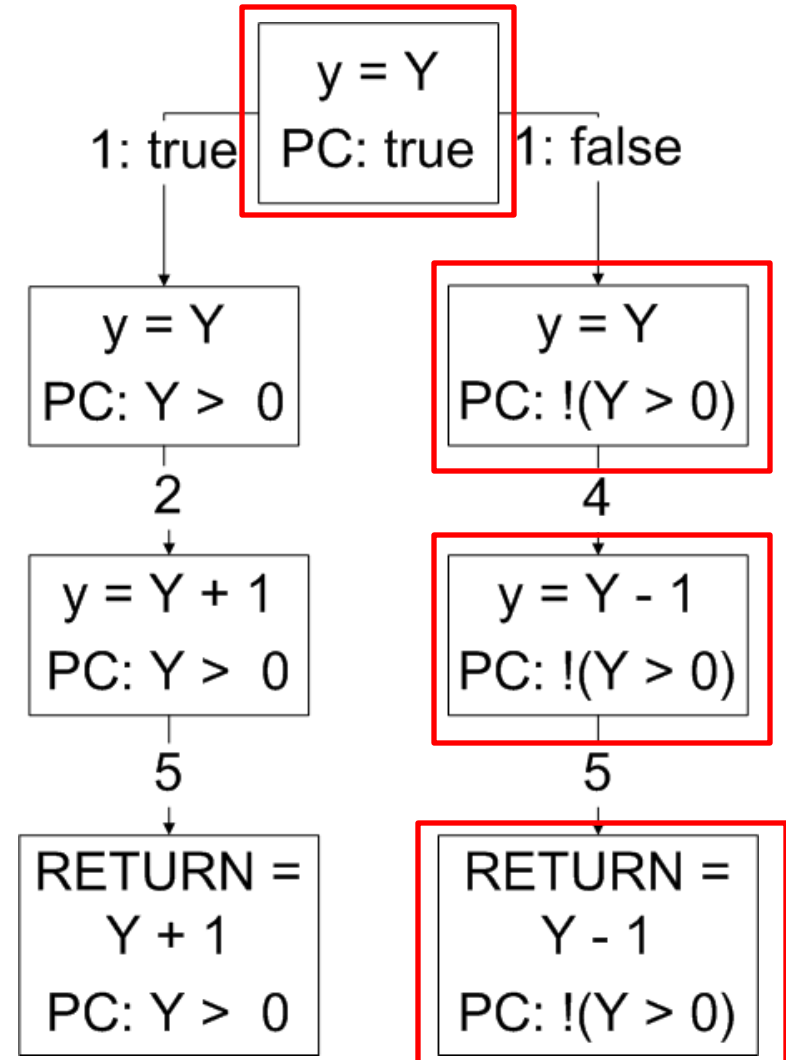 y = Y
PC: true
1: true
1: false
y = Y
PC: Y > 0
y = Y
PC: !(Y > 0)
2
4
y = Y + 1
PC: Y > 0
y = Y - 1
PC: !(Y > 0)
5
5
RETURN =
Y + 1
PC: Y > 0
RETURN =
Y - 1
PC: !(Y > 0)